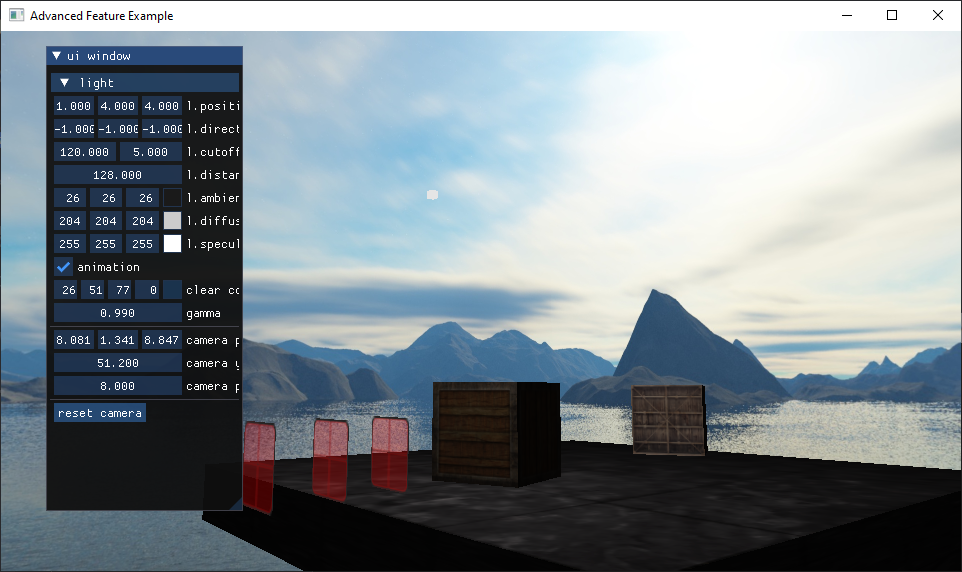 Advanced Feature Example
ui window
light
1.000 4.000 4.000 l.positi
-1.000 -1.000 -1.000 l.direct
120.000 5.000 l.cutoff
128.000 l.distan
26 26 26 l.ambien
204 204 204 l.diffus
255 255 255 l.specul
animation
26 51 77 0 clear co
0.990 gamma
8.081 1.341 8.847 camera p
51.200 camera y
8.000 camera p
reset camera